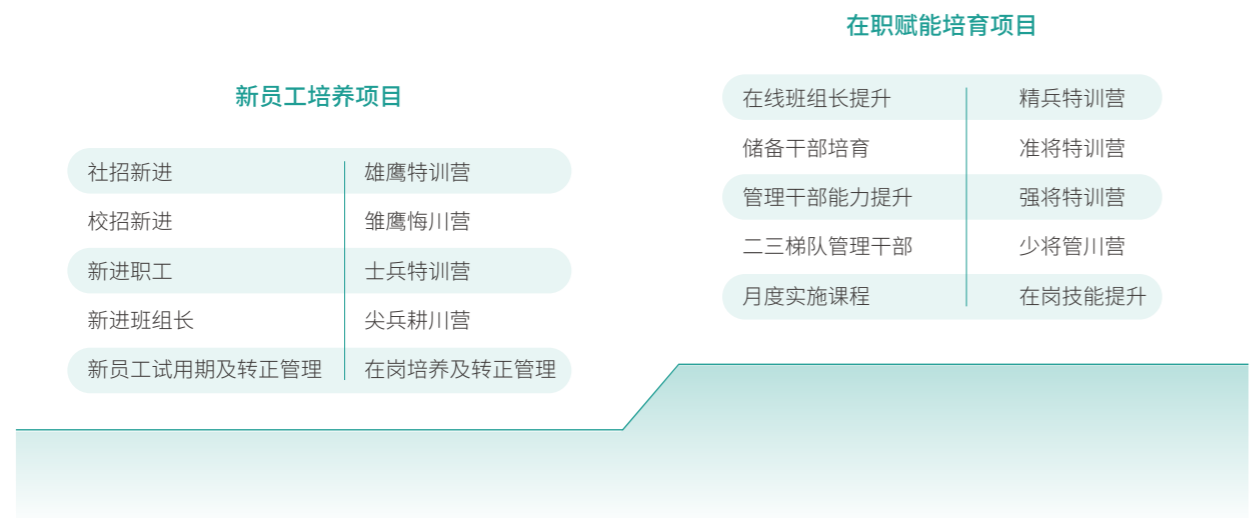 在职赋能培育项目
新员工培养项目
社招新进 雄鹰特训营
校招新进 雏鹰悔川营
新进职工 士兵特训营
新进班组长 尖兵耕川营
新员工试用期及转正管理 在岗培养及转正管理
在线班组长提升 精兵特训营
储备干部培育 准将特训营
管理干部能力提升 强将特训营
二三梯队管理干部 少将管川营
月度实施课程 在岗技能提升